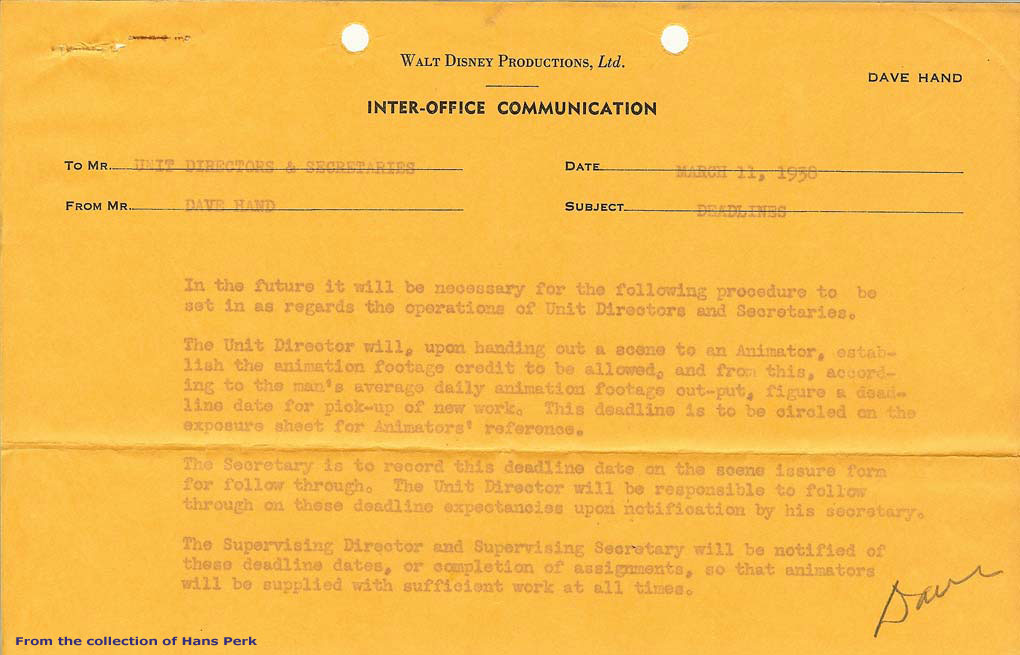 WALT DISNEY PRODUCTIONS, Ltd.
DAVE HAND
INTER-OFFICE COMMUNICATION
TO MR. UNIT DIRECTORS & SECRETARIES
DATE MARCH 11, 1938
FROM MR. DAVE HAND
SUBJECT DEADLINES
In the future it will be necessary for the following procedure to be
set in as regards the operations of Unit Directors and Secretaries.
The Unit Director will, upon handing out a scene to an Animator, estab-
lish the animation footage credit to be allowed, and from this, accord-
ing to the man's average daily animation footage out-put, figure a dead-
line date for pick-up of new work. This deadline is to be circled on the
exposure sheet for Animators' reference.
The Secretary is to record this deadline date on the scene issure form
for follow through. The Unit Director will be responsible to follow
through on these deadline expectancies upon notification by his secretary.
The Supervising Director and Supervising Secretary will be notified of
these deadline dates, or completion of assignments, so that animators
will be supplied with sufficient work at all times.
Dave
From the collection of Hans Perk